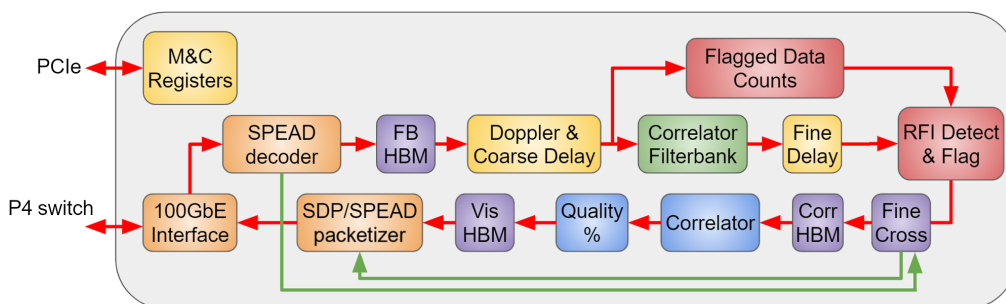 PCIe
M&C
Registers
Flagged Data
Counts
SPEAD
decoder
FB
HBM
Doppler &
Coarse Delay
Correlator
Filterbank
Fine
Delay
RFI Detect
& Flag
P4 switch
100GbE
Interface
SDP/SPEAD
packetizer
Vis
HBM
Quality
%
Correlator
Corr
HBM
Fine
Cross